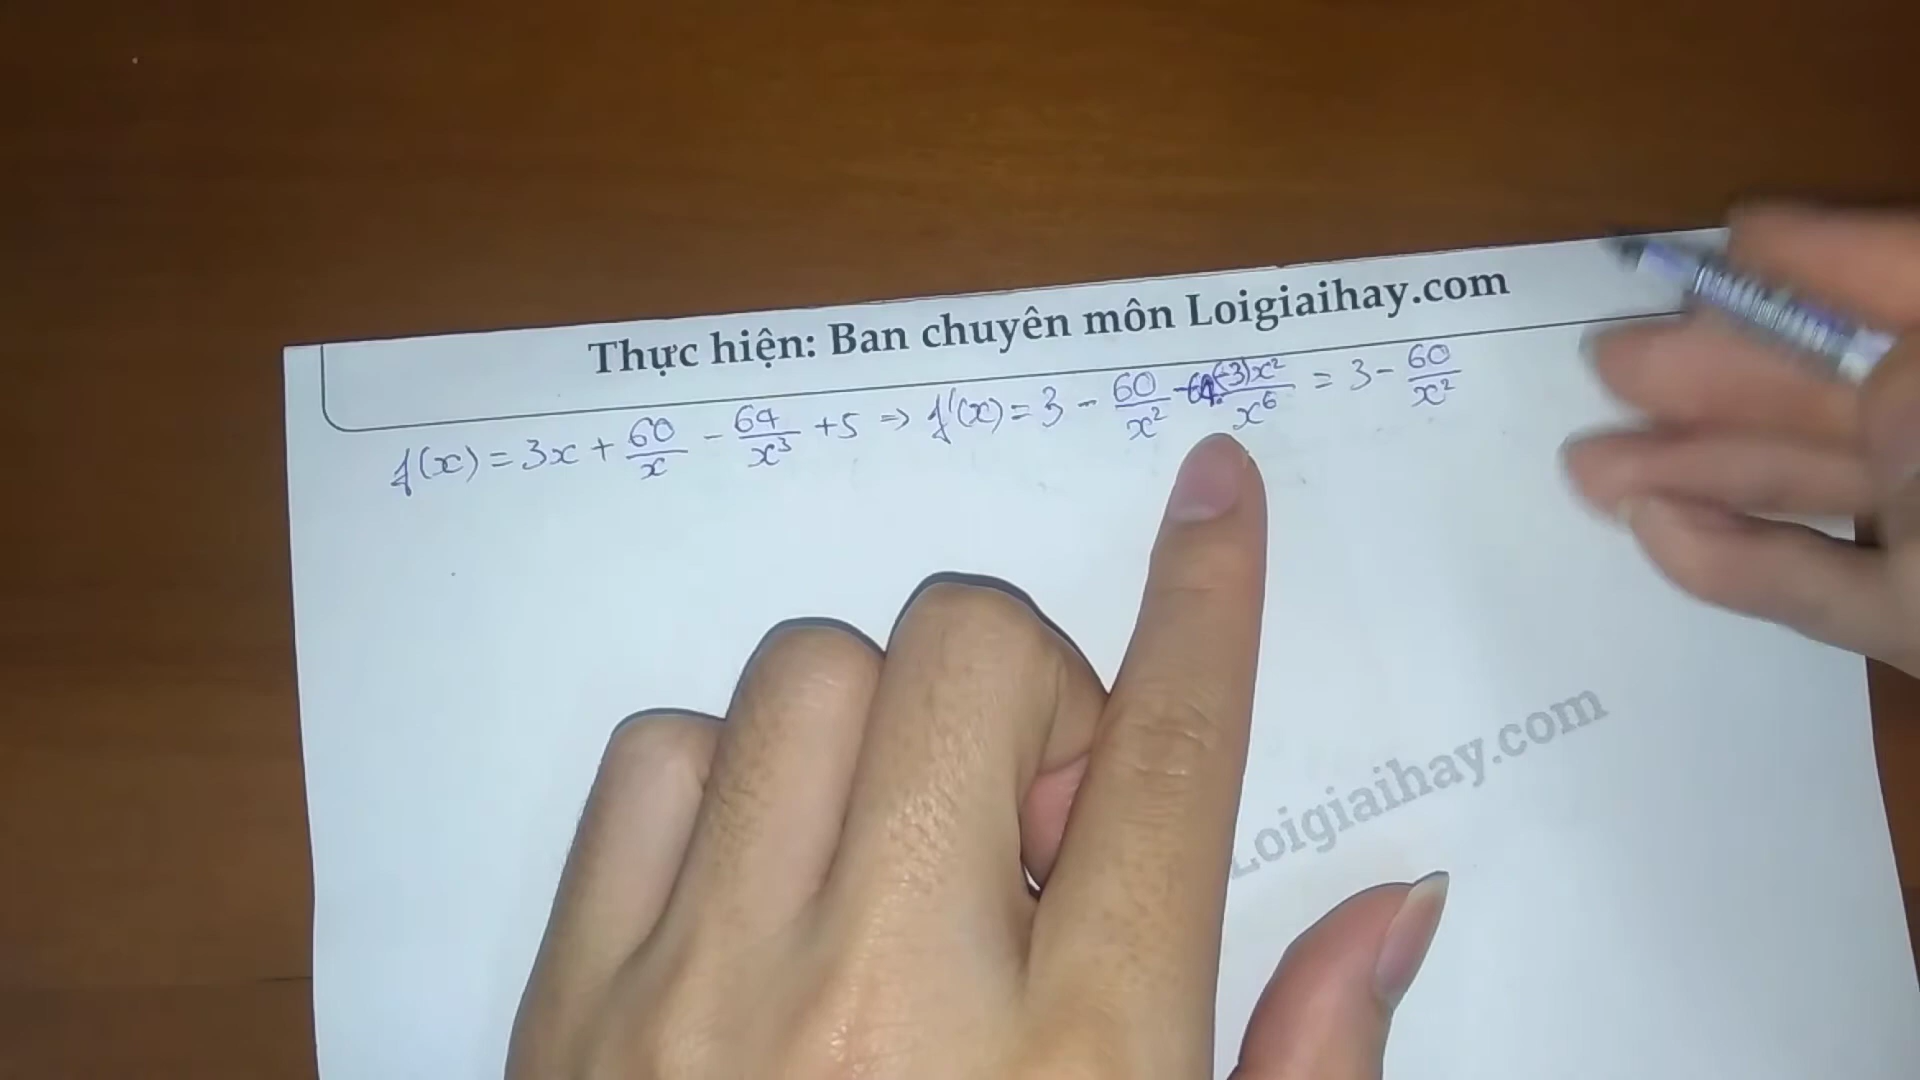 Thực hiện: Ban chuyên môn Loigiaihay.com
f(x) = 3x + 60/x - 64/x³ + 5 => f'(x) = 3 - 60/x² - 64.(-3)x²/x⁶ = 3 - 60/x²
Loigiaihay.com